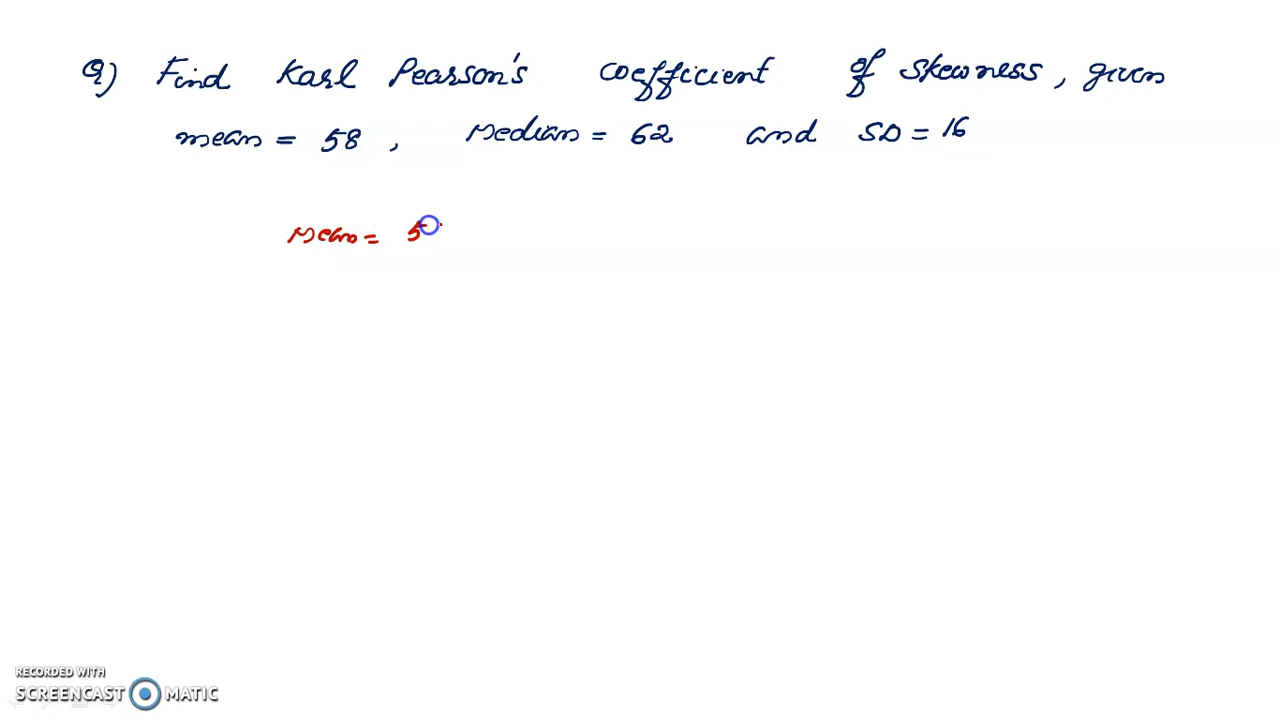 Q) Find Karl Pearson's coefficient of skewness, given
mean = 58, Median = 62 and SD = 16
Mean = 5
RECORDED WITH
SCREENCAST MATIC